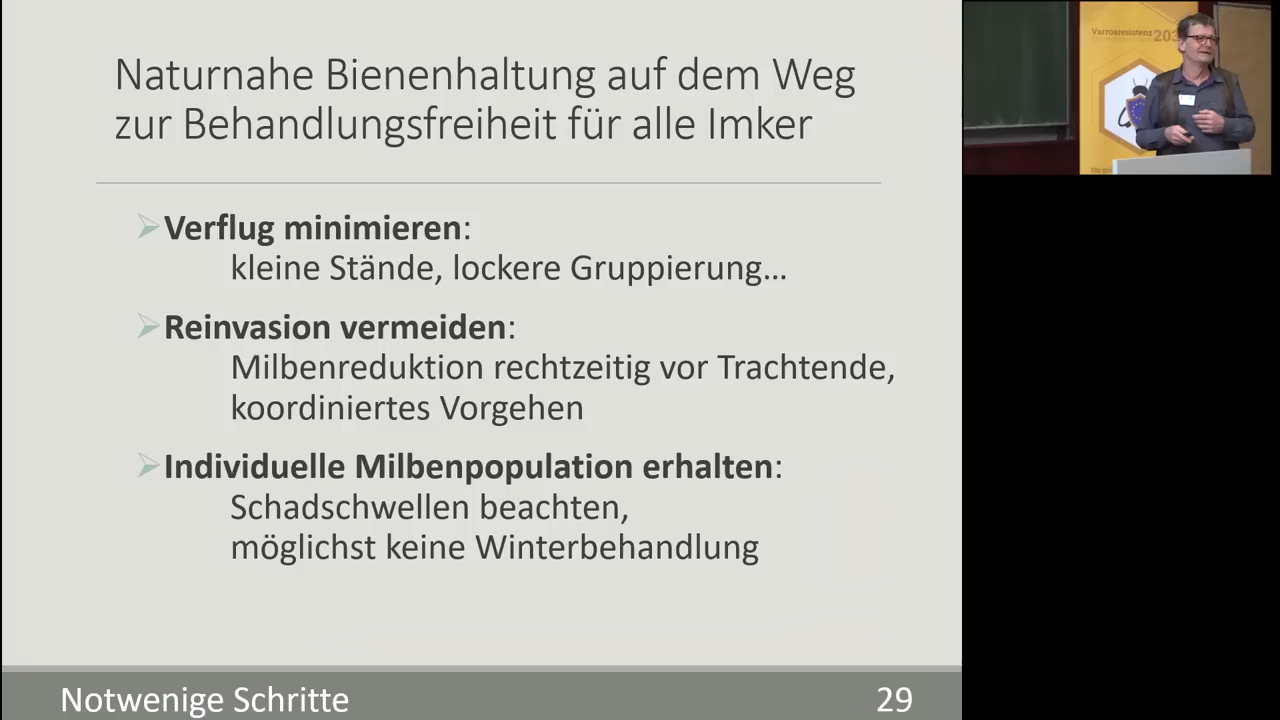 Naturnahe Bienenhaltung auf dem Weg
zur Behandlungsfreiheit für alle Imker
Verflug minimieren:
kleine Stände, lockere Gruppierung...
Reinvasion vermeiden:
Milbenreduktion rechtzeitig vor Trachtende,
koordiniertes Vorgehen
Individuelle Milbenpopulation erhalten:
Schadschwellen beachten,
möglichst keine Winterbehandlung
Notwenige Schritte
29
Varroaresistenz